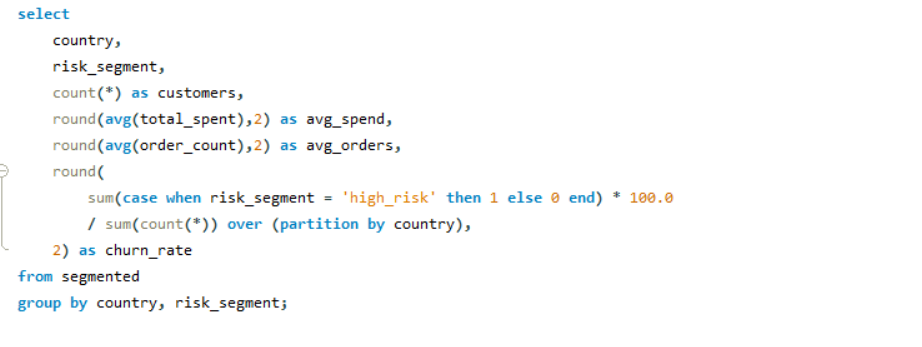 select
    country,
    risk_segment,
    count(*) as customers,
    round(avg(total_spent),2) as avg_spend,
    round(avg(order_count),2) as avg_orders,
    round(
        sum(case when risk_segment = 'high_risk' then 1 else 0 end) * 100.0
        / sum(count(*)) over (partition by country),
    2) as churn_rate
from segmented
group by country, risk_segment;